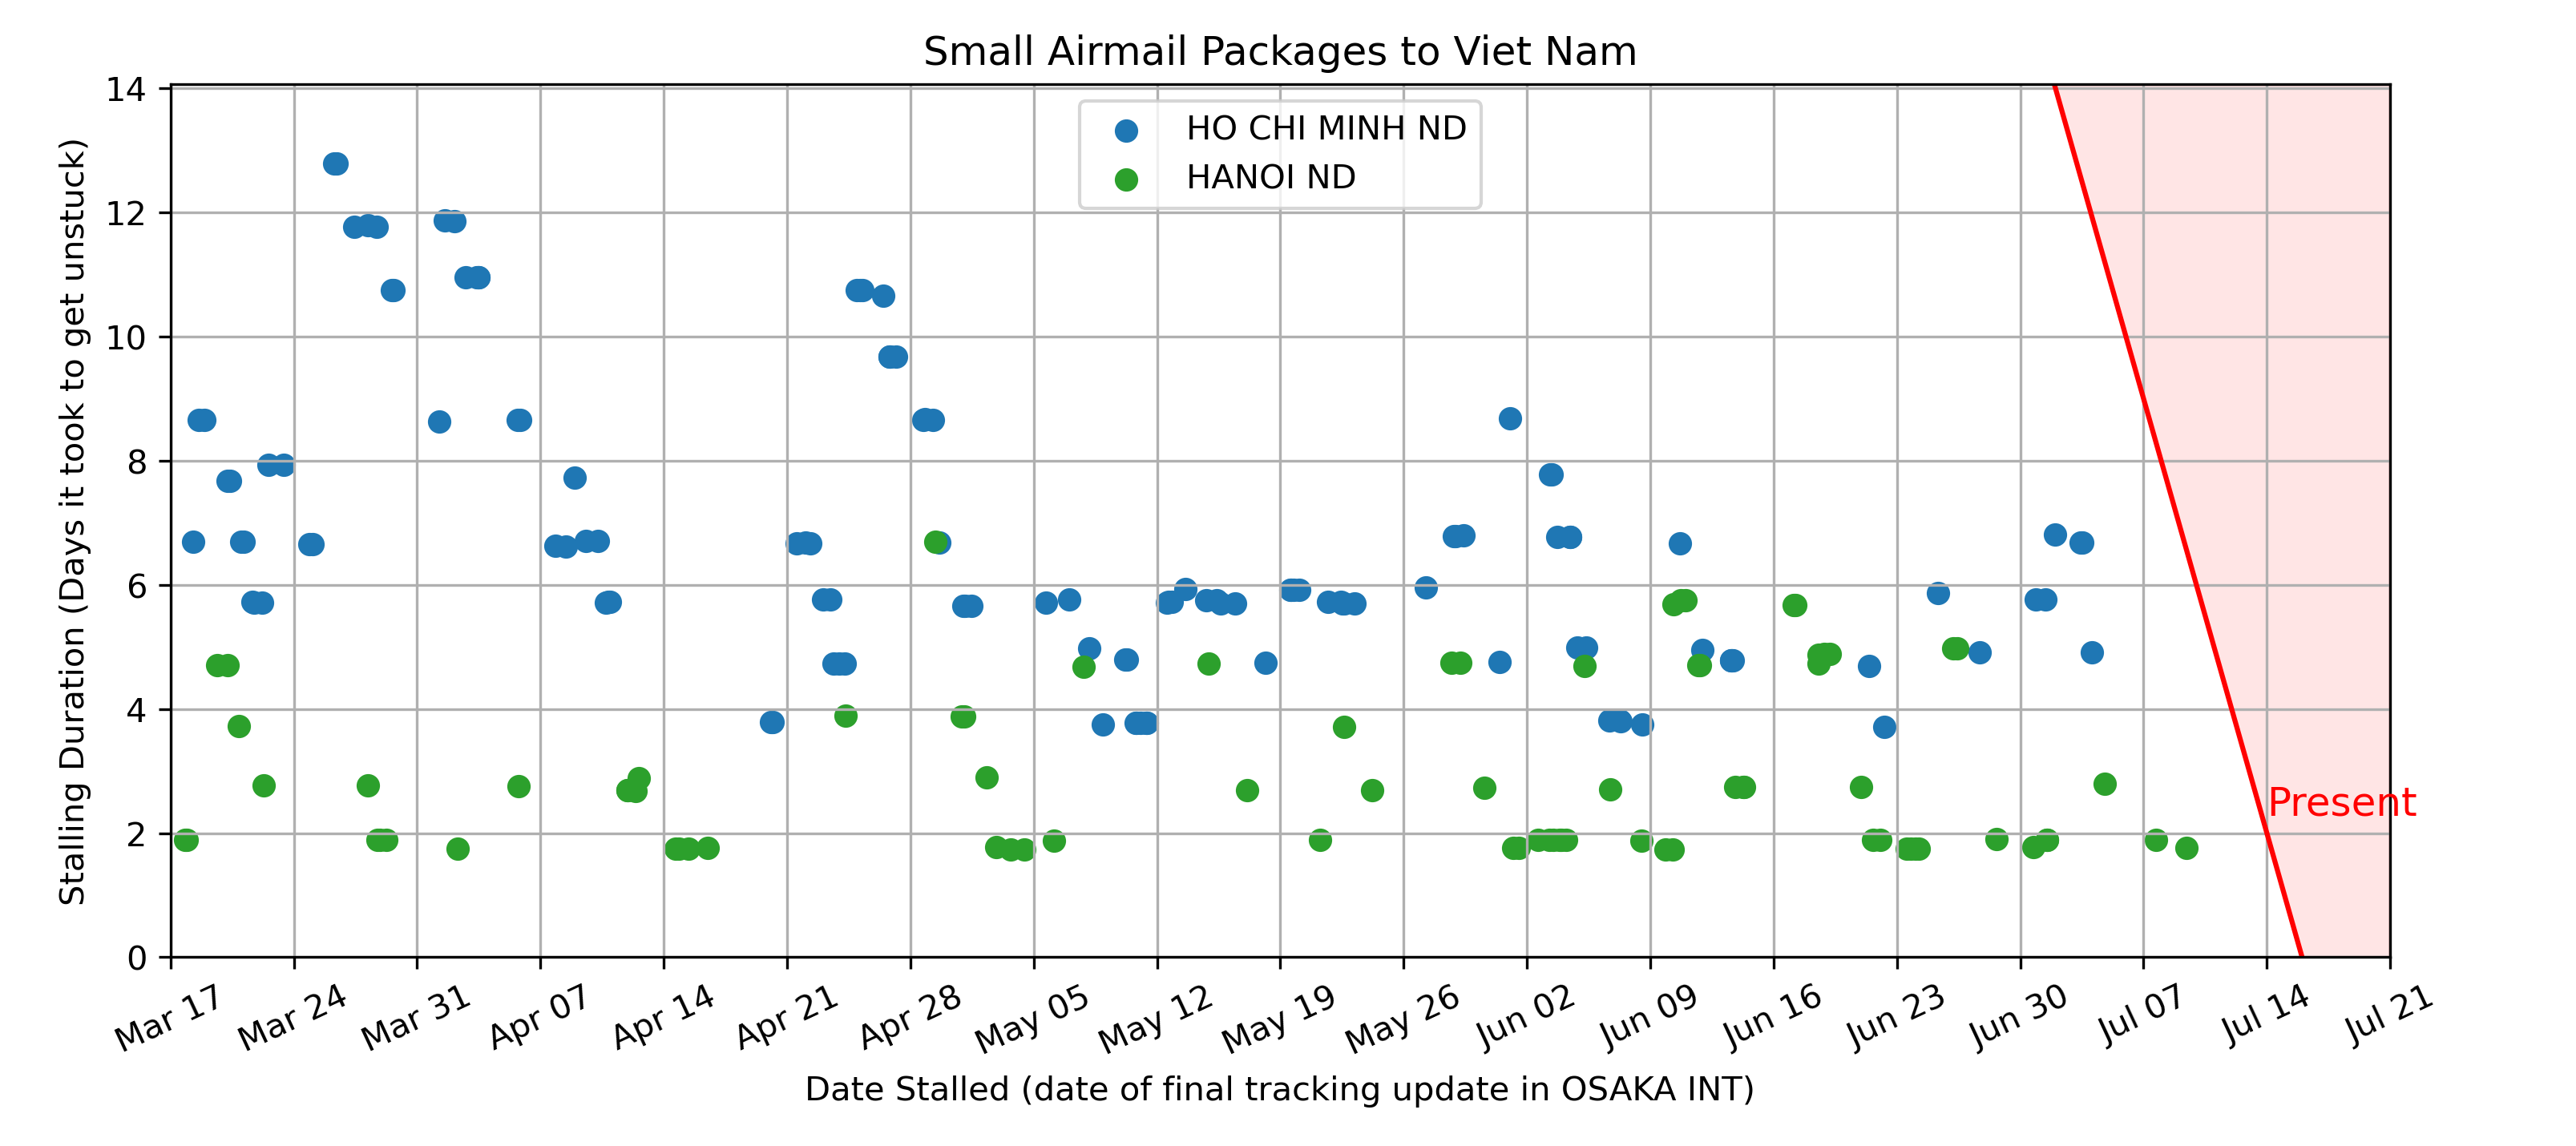 Small Airmail Packages to Viet Nam
HO CHI MINH ND
HANOI ND
Stalling Duration (Days it took to get unstuck)
14
12
10
8
6
4
2
0
Present
Mar 17 Mar 24 Mar 31 Apr 07 Apr 14 Apr 21 Apr 28 May 05 May 12 May 19 May 26 Jun 02 Jun 09 Jun 16 Jun 23 Jun 30 Jul 07 Jul 14 Jul 21
Date Stalled (date of final tracking update in OSAKA INT)